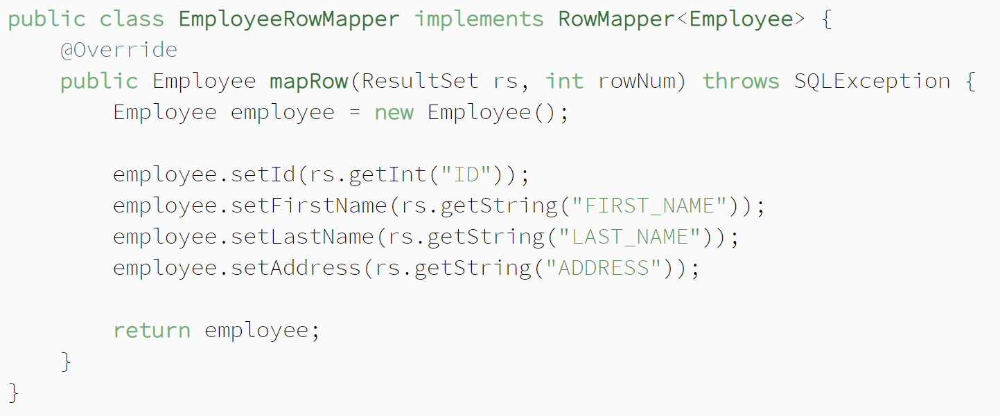 public class EmployeeRowMapper implements RowMapper<Employee> {
    @Override
    public Employee mapRow(ResultSet rs, int rowNum) throws SQLException {
        Employee employee = new Employee();

        employee.setId(rs.getInt("ID"));
        employee.setFirstName(rs.getString("FIRST_NAME"));
        employee.setLastName(rs.getString("LAST_NAME"));
        employee.setAddress(rs.getString("ADDRESS"));

        return employee;
    }
}